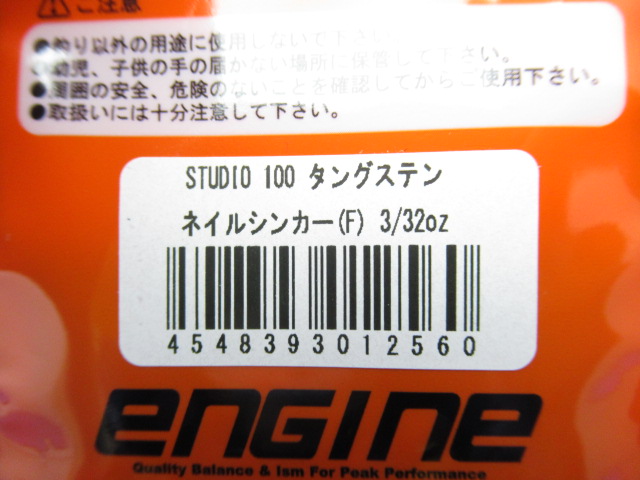 ⚠ ご注意
●釣り以外の用途に使用しないで下さい。
●幼児、子供の手の届かない場所に保管して下さい。
●周囲の安全、危険のないことを確認してからご使用下さい。
●取扱いには十分注意して下さい。
STUDIO 100 タングステン
ネイルシンカー(F) 3/32oz
4548393012560
engine
Quality Balance & Ism For Peak Performance